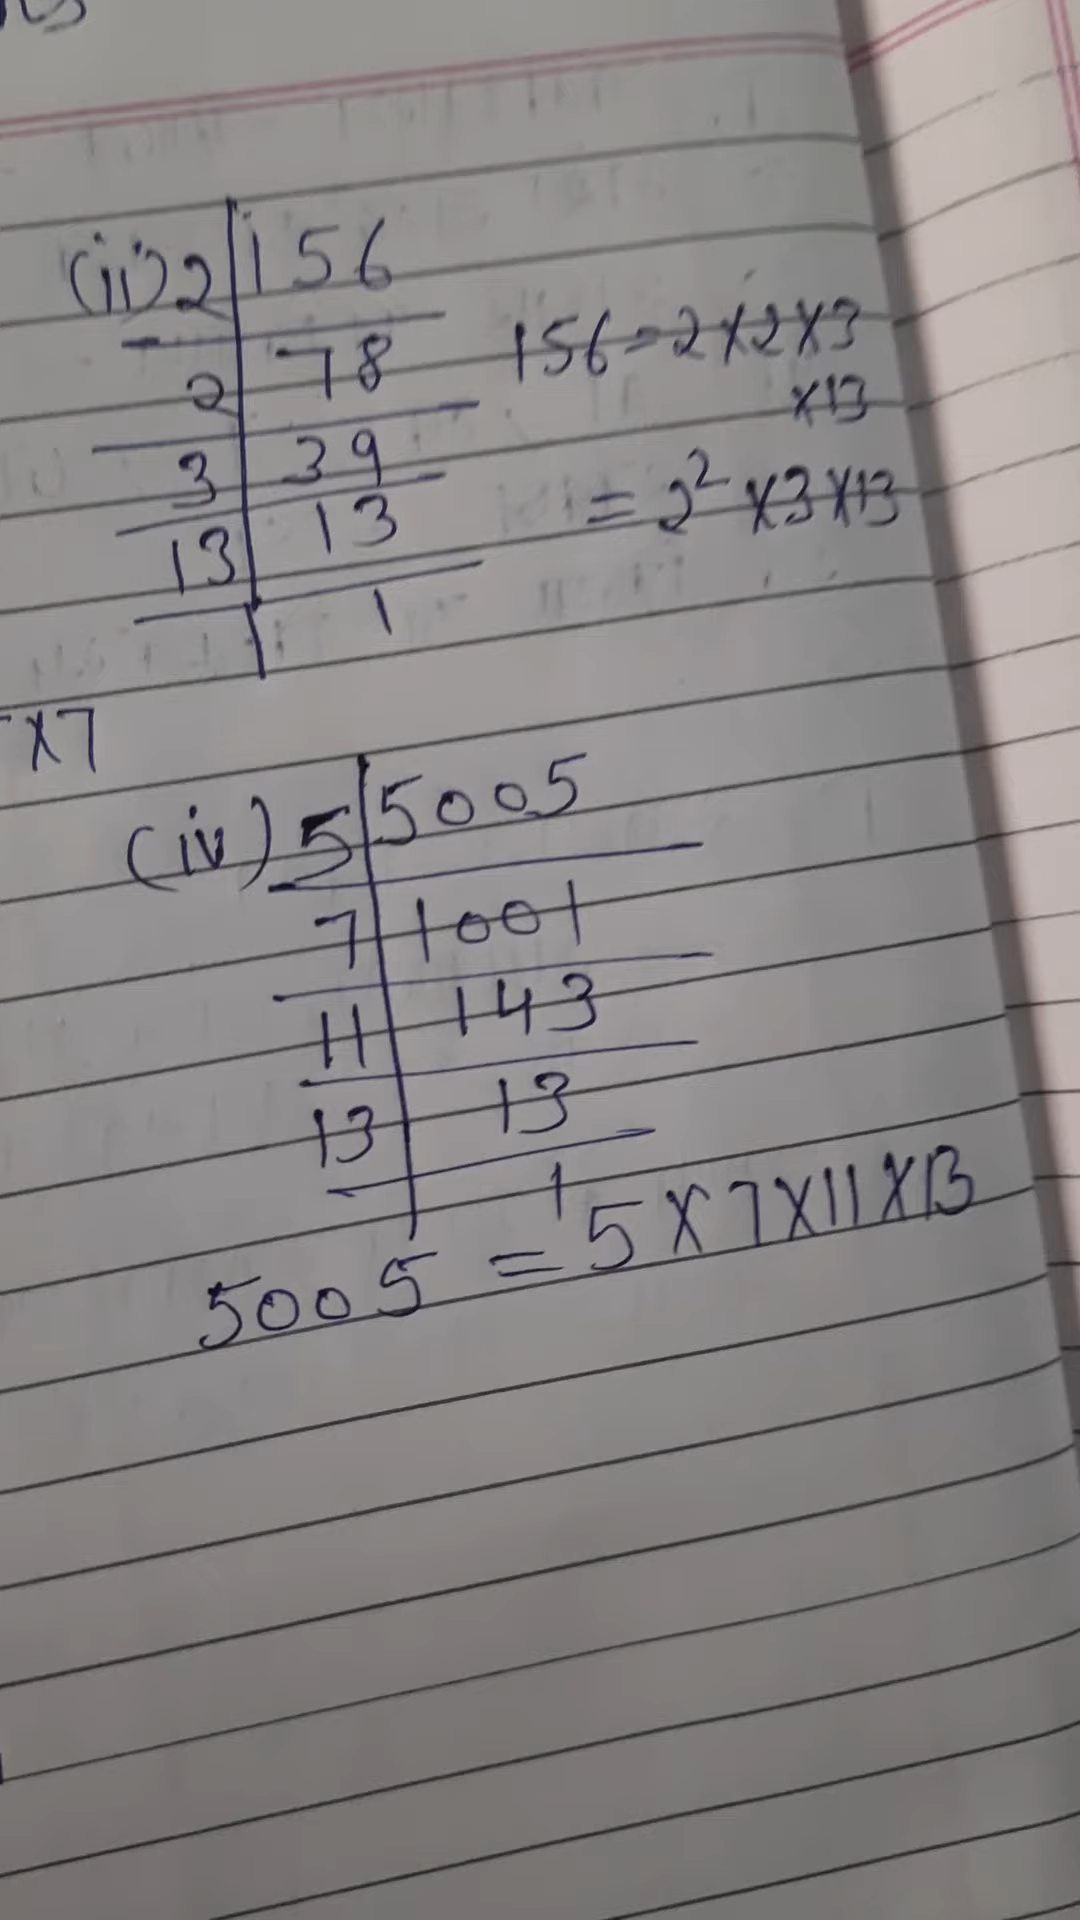 (ii) 2 | 156
2 | 78
156 = 2 × 2 × 3
× 13
3 | 39
= 2² × 3 × 13
13 | 13
1
× 7
(iv) 5 | 5005
7 | 1001
11 | 143
13 | 13
1
5005 = 5 × 7 × 11 × 13